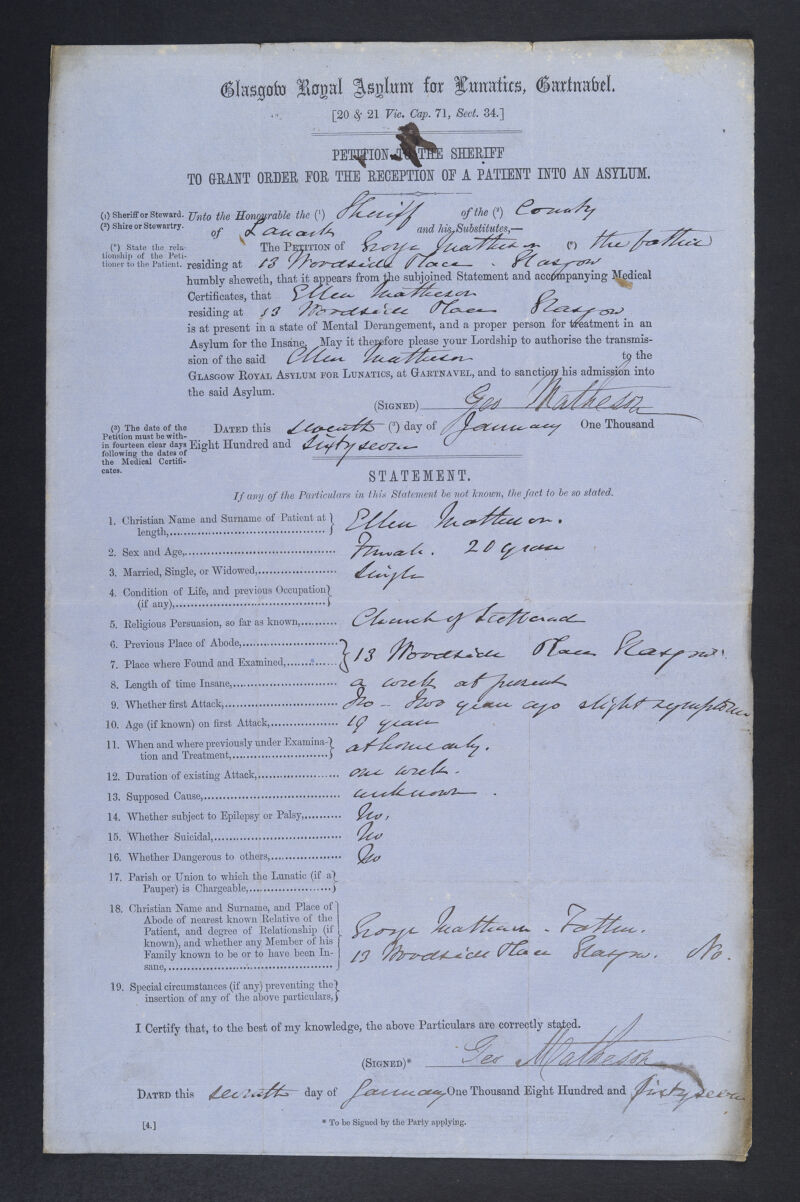 Glasgow Royal Asylum for Lunatics, Gartnavel.
[20 & 21 Vic. Cap. 71, Sect. 34.]
PETITION TO THE SHERIFF
TO GRANT ORDER FOR THE RECEPTION OF A PATIENT INTO AN ASYLUM.
(1) Sheriff or Steward.
(2) Shire or Stewartry.
Unto the Honourable the (1) Sheriff of the (2) County
of Lanark and his Substitutes,—
(*) State the rela-
tionship of the Peti-
tioner to the Patient.
The PETITION of George Matheson (*) the father
residing at 13 Woodside Place . Glasgow
humbly sheweth, that it appears from the subjoined Statement and accompanying Medical
Certificates, that Ellen Matheson
residing at 13 Woodside Place Glasgow
is at present in a state of Mental Derangement, and a proper person for treatment in an
Asylum for the Insane. May it therefore please your Lordship to authorise the transmis-
sion of the said Ellen Matheson to the
GLASGOW ROYAL ASYLUM FOR LUNATICS, at GARTNAVEL, and to sanction his admission into
the said Asylum.
(SIGNED) Geo Matheson
(3) The date of the
Petition must be with-
in fourteen clear days
following the dates of
the Medical Certifi-
cates.
DATED this seventh (3) day of January One Thousand
Eight Hundred and Sixty seven
STATEMENT.
If any of the Particulars in this Statement be not known, the fact to be so stated.
1. Christian Name and Surname of Patient at
length, Ellen Matheson.
2. Sex and Age, Female. 20 years
3. Married, Single, or Widowed, Single
4. Condition of Life, and previous Occupation
(if any),
5. Religious Persuasion, so far as known, Church of Scotland
6. Previous Place of Abode,
7. Place where Found and Examined, 13 Woodside Place Glasgow.
8. Length of time Insane, a week at present
9. Whether first Attack, No – Two years ago slight symptoms
10. Age (if known) on first Attack, 19 years
11. When and where previously under Examina-
tion and Treatment, at home only.
12. Duration of existing Attack, one week.
13. Supposed Cause, unknown.
14. Whether subject to Epilepsy or Palsy, No.
15. Whether Suicidal, No
16. Whether Dangerous to others, No
17. Parish or Union to which the Lunatic (if a
Pauper) is Chargeable,
18. Christian Name and Surname, and Place of
Abode of nearest known Relative of the
Patient, and degree of Relationship (if
known), and whether any Member of his
Family known to be or to have been In-
sane,
George Matheson – Father.
13 Woodside Place Glasgow. No.
19. Special circumstances (if any) preventing the
insertion of any of the above particulars,
I Certify that, to the best of my knowledge, the above Particulars are correctly stated.
(SIGNED)* Geo Matheson
DATED this seventh day of January One Thousand Eight Hundred and Sixty seven
[4.]
* To be Signed by the Party applying.